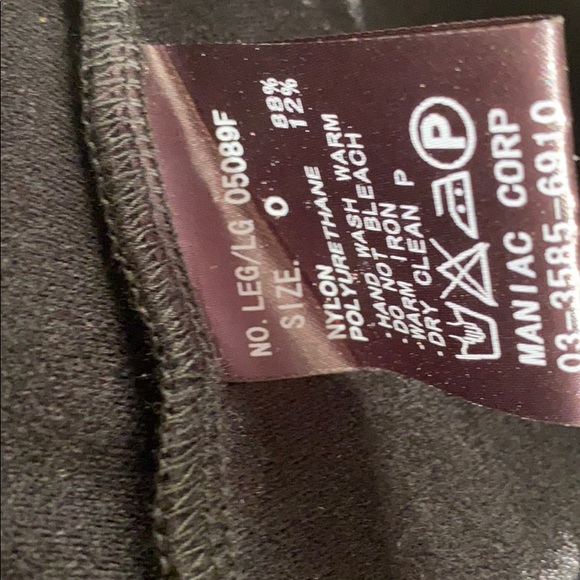 NO. LEG/LG 05089F
SIZE. 0
NYLON 88%
POLYURETHANE 12%
·HAND WASH WARM
·DO NOT BLEACH
·WARM IRON
·DRY CLEAN P
P
MANIAC CORP
03-3585-6910